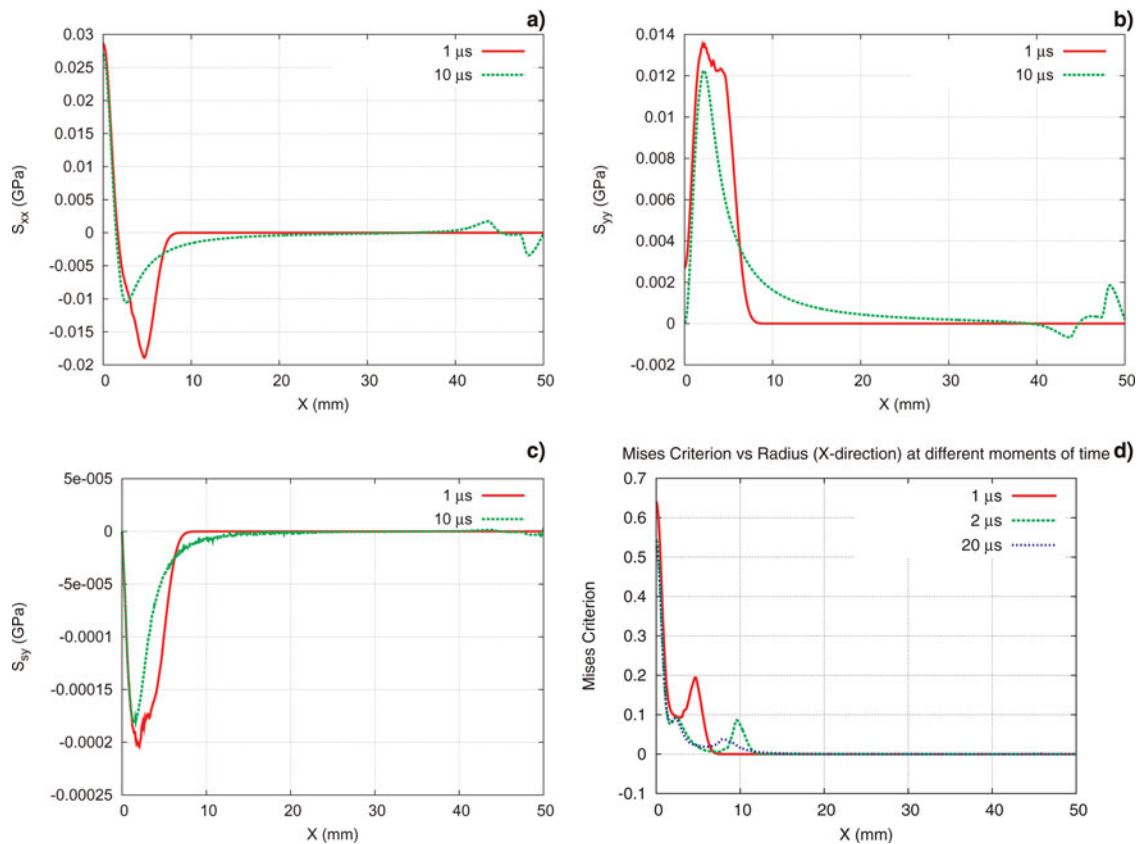 a)
0.03
0.025
0.02
0.015
0.01
0.005
0
-0.005
-0.01
-0.015
-0.02
S_xx (GPa)
1 μs
10 μs
0 10 20 30 40 50
X (mm)
b)
0.014
0.012
0.01
0.008
0.006
0.004
0.002
0
-0.002
S_yy (GPa)
1 μs
10 μs
0 10 20 30 40 50
X (mm)
c)
5e-005
0
-5e-005
-0.0001
-0.00015
-0.0002
-0.00025
S_sy (GPa)
1 μs
10 μs
0 10 20 30 40 50
X (mm)
Mises Criterion vs Radius (X-direction) at different moments of time d)
0.7
0.6
0.5
0.4
0.3
0.2
0.1
0
-0.1
Mises Criterion
1 μs
2 μs
20 μs
0 10 20 30 40 50
X (mm)